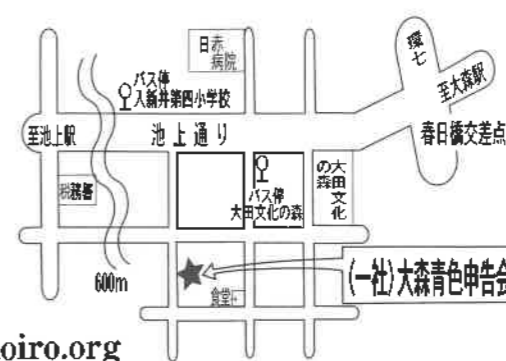 日赤
病院
環七
至大森駅
バス停
入新井第四小学校
至池上駅
池上通り
春日橋交差点
大田文化
の森
税務署
バス停
大田文化の森
(一社)大森青色申告会
600m
食堂
oiro.org